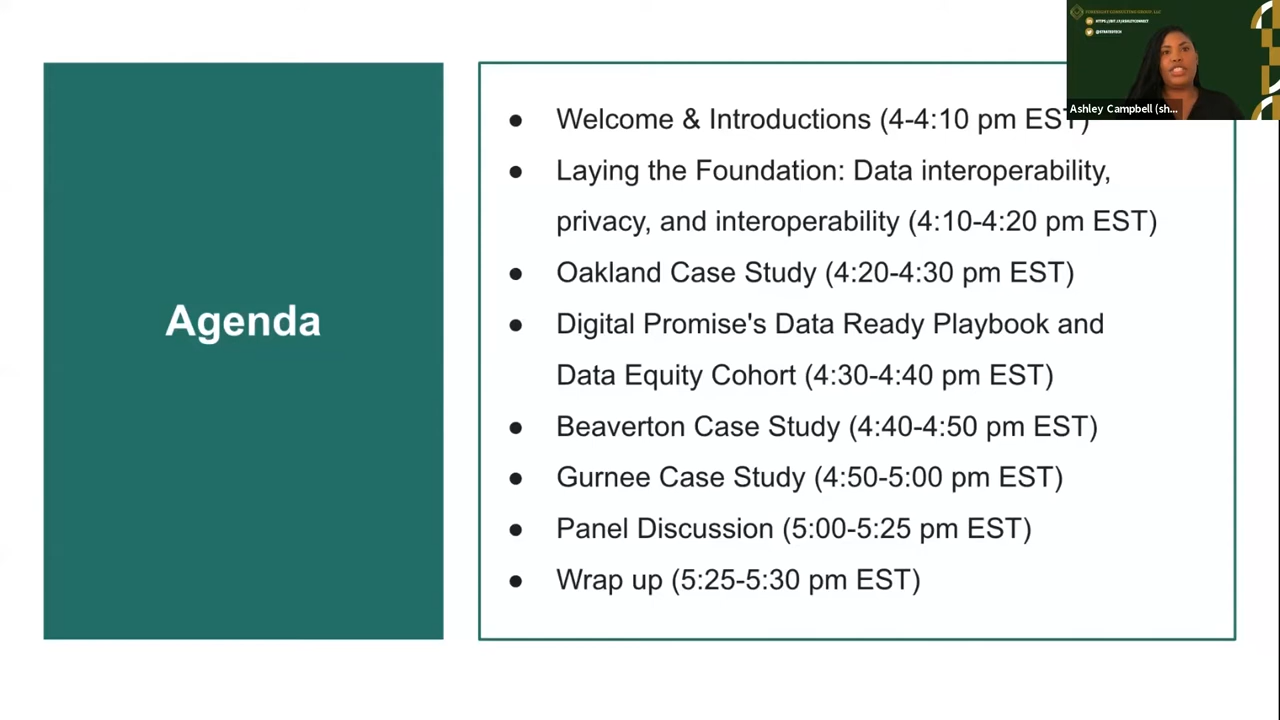 Agenda
● Welcome & Introductions (4-4:10 pm EST)
● Laying the Foundation: Data interoperability,
privacy, and interoperability (4:10-4:20 pm EST)
● Oakland Case Study (4:20-4:30 pm EST)
● Digital Promise's Data Ready Playbook and
Data Equity Cohort (4:30-4:40 pm EST)
● Beaverton Case Study (4:40-4:50 pm EST)
● Gurnee Case Study (4:50-5:00 pm EST)
● Panel Discussion (5:00-5:25 pm EST)
● Wrap up (5:25-5:30 pm EST)
Ashley Campbell (sh...